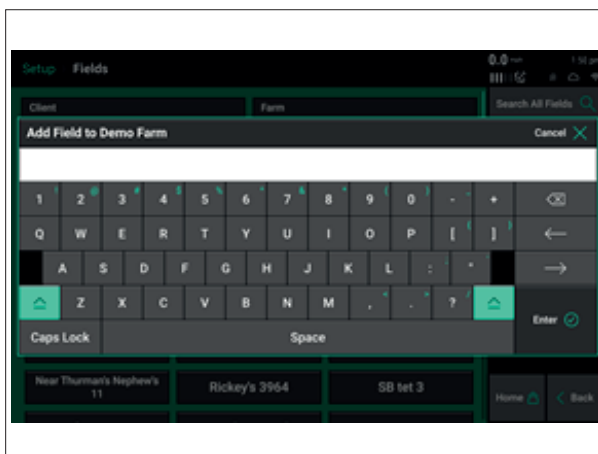 Setup Fields
0.0
Client Farm Search All Fields
Add Field to Demo Farm Cancel
1 ! 2 @ 3 # 4 $ 5 % 6 7 & 8 * 9 ( 0 ) - +
Q W E R T Y U I O P [ { ] }
A S D F G H J K L : "
Z X C V B N M , . ? /
Enter
Caps Lock Space
Near Thurman's Nephew's
11
Rickey's 3964 SB tet 3
Home Back